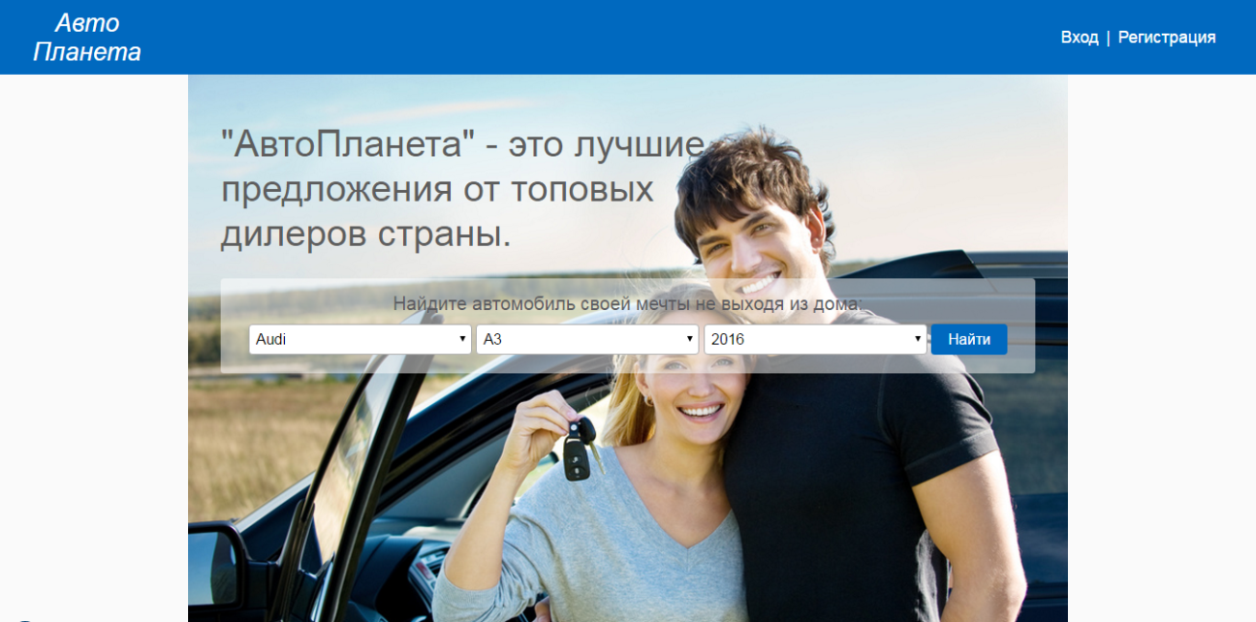 Авто
Планета
Вход | Регистрация
"АвтоПланета" - это лучшие
предложения от топовых
дилеров страны.
Найдите автомобиль своей мечты не выходя из дома:
Audi A3 2016 Найти